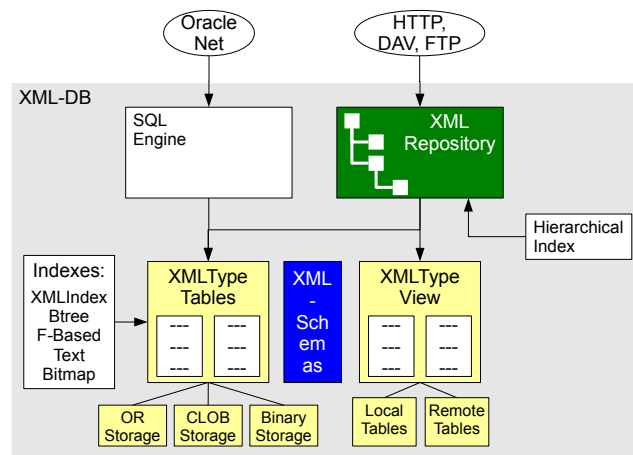 Oracle
Net
HTTP,
DAV, FTP
XML-DB
SQL
Engine
XML
Repository
Hierarchical
Index
Indexes:
XMLIndex
Btree
F-Based
Text
Bitmap
XMLType
Tables
---
---
---
---
---
---
XML
-
Sch
em
as
XMLType
View
---
---
---
---
---
---
OR
Storage
CLOB
Storage
Binary
Storage
Local
Tables
Remote
Tables